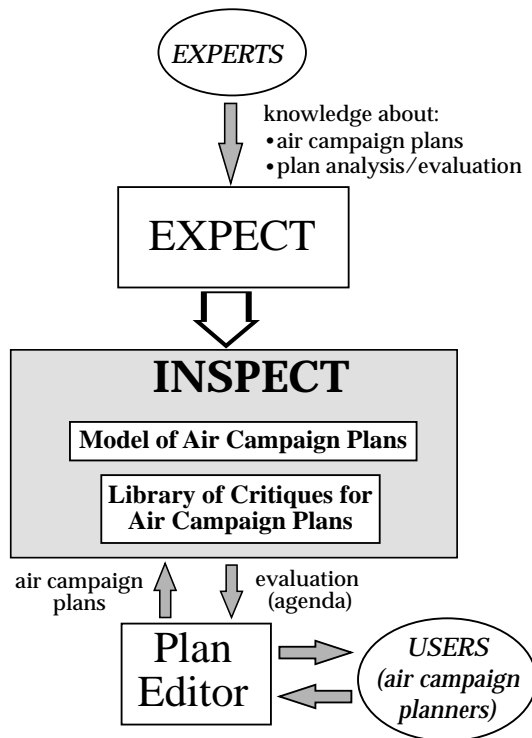 EXPERTS
knowledge about:
•air campaign plans
•plan analysis/evaluation
EXPECT
INSPECT
Model of Air Campaign Plans
Library of Critiques for
Air Campaign Plans
air campaign
plans
evaluation
(agenda)
Plan
Editor
USERS
(air campaign
planners)